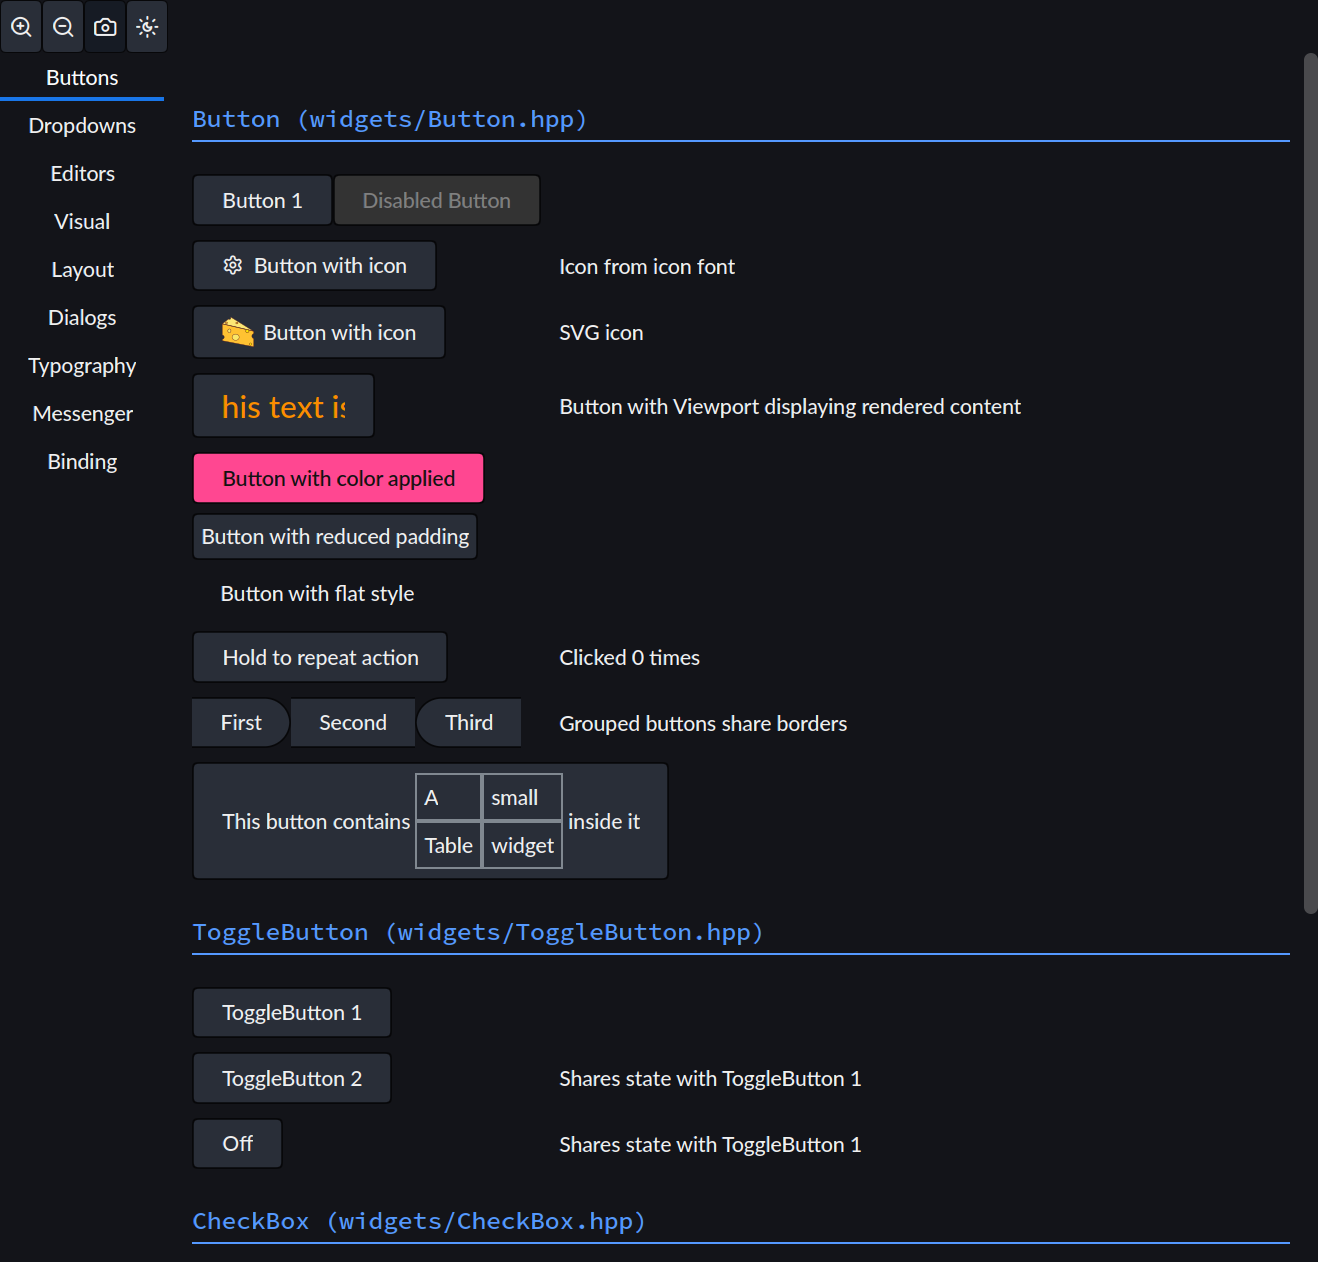 Buttons
Dropdowns
Editors
Visual
Layout
Dialogs
Typography
Messenger
Binding
Button (widgets/Button.hpp)
Button 1 Disabled Button
Button with icon Icon from icon font
Button with icon SVG icon
his text is Button with Viewport displaying rendered content
Button with color applied
Button with reduced padding
Button with flat style
Hold to repeat action Clicked 0 times
First Second Third Grouped buttons share borders
This button contains A small Table widget inside it
ToggleButton (widgets/ToggleButton.hpp)
ToggleButton 1
ToggleButton 2 Shares state with ToggleButton 1
Off Shares state with ToggleButton 1
CheckBox (widgets/CheckBox.hpp)